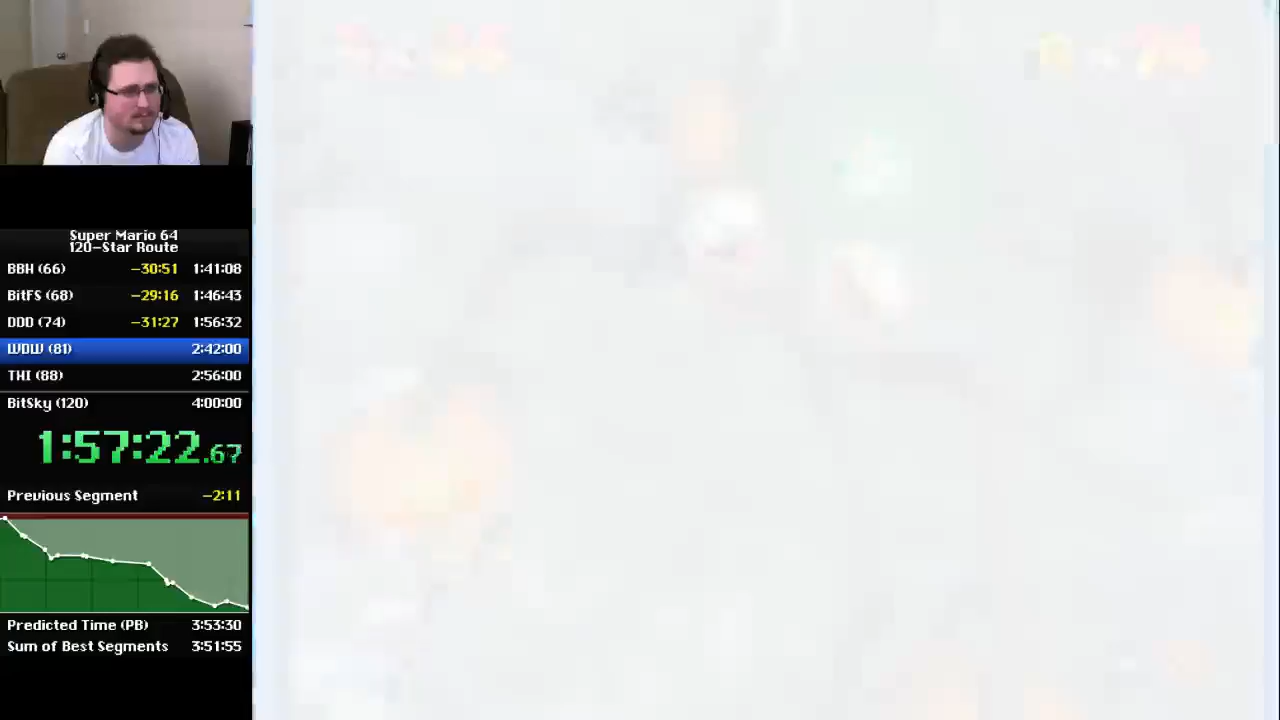 Super Mario 64
120-Star Route
BBH (66) -30:51 1:41:08
BitFS (68) -29:16 1:46:43
DDD (74) -31:27 1:56:32
WDW (81) 2:42:00
THI (88) 2:56:00
BitSky (120) 4:00:00
1:57:22.67
Previous Segment -2:11
Predicted Time (PB) 3:53:30
Sum of Best Segments 3:51:55